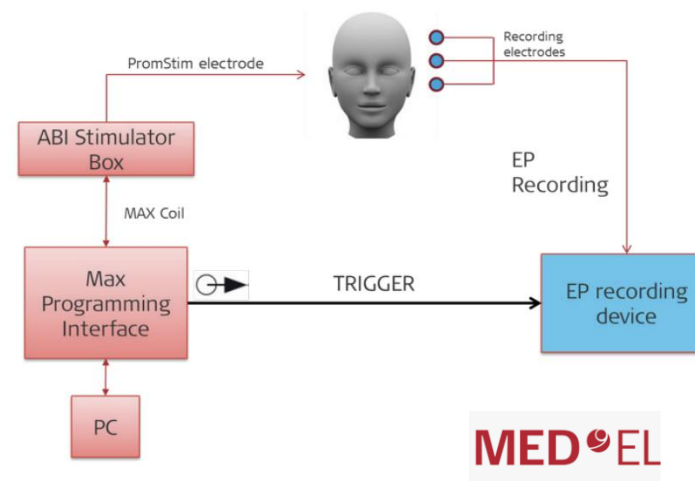 PromStim electrode
Recording
electrodes
ABI Stimulator
Box
EP
Recording
MAX Coil
Max
Programming
Interface
TRIGGER
EP recording
device
PC
MED EL